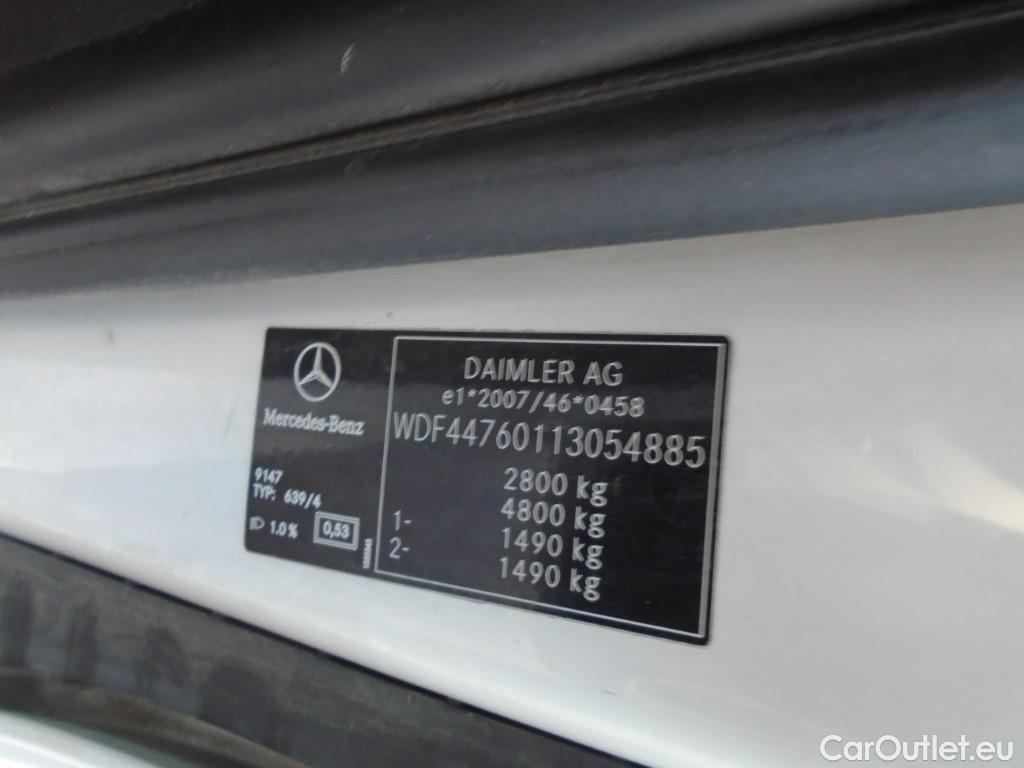 Mercedes-Benz
9147
TYP: 639/4
1.0 %
0,53
DAIMLER AG
e1*2007/46*0458
WDF44760113054885
2800 kg
4800 kg
1- 1490 kg
2- 1490 kg
CarOutlet.eu